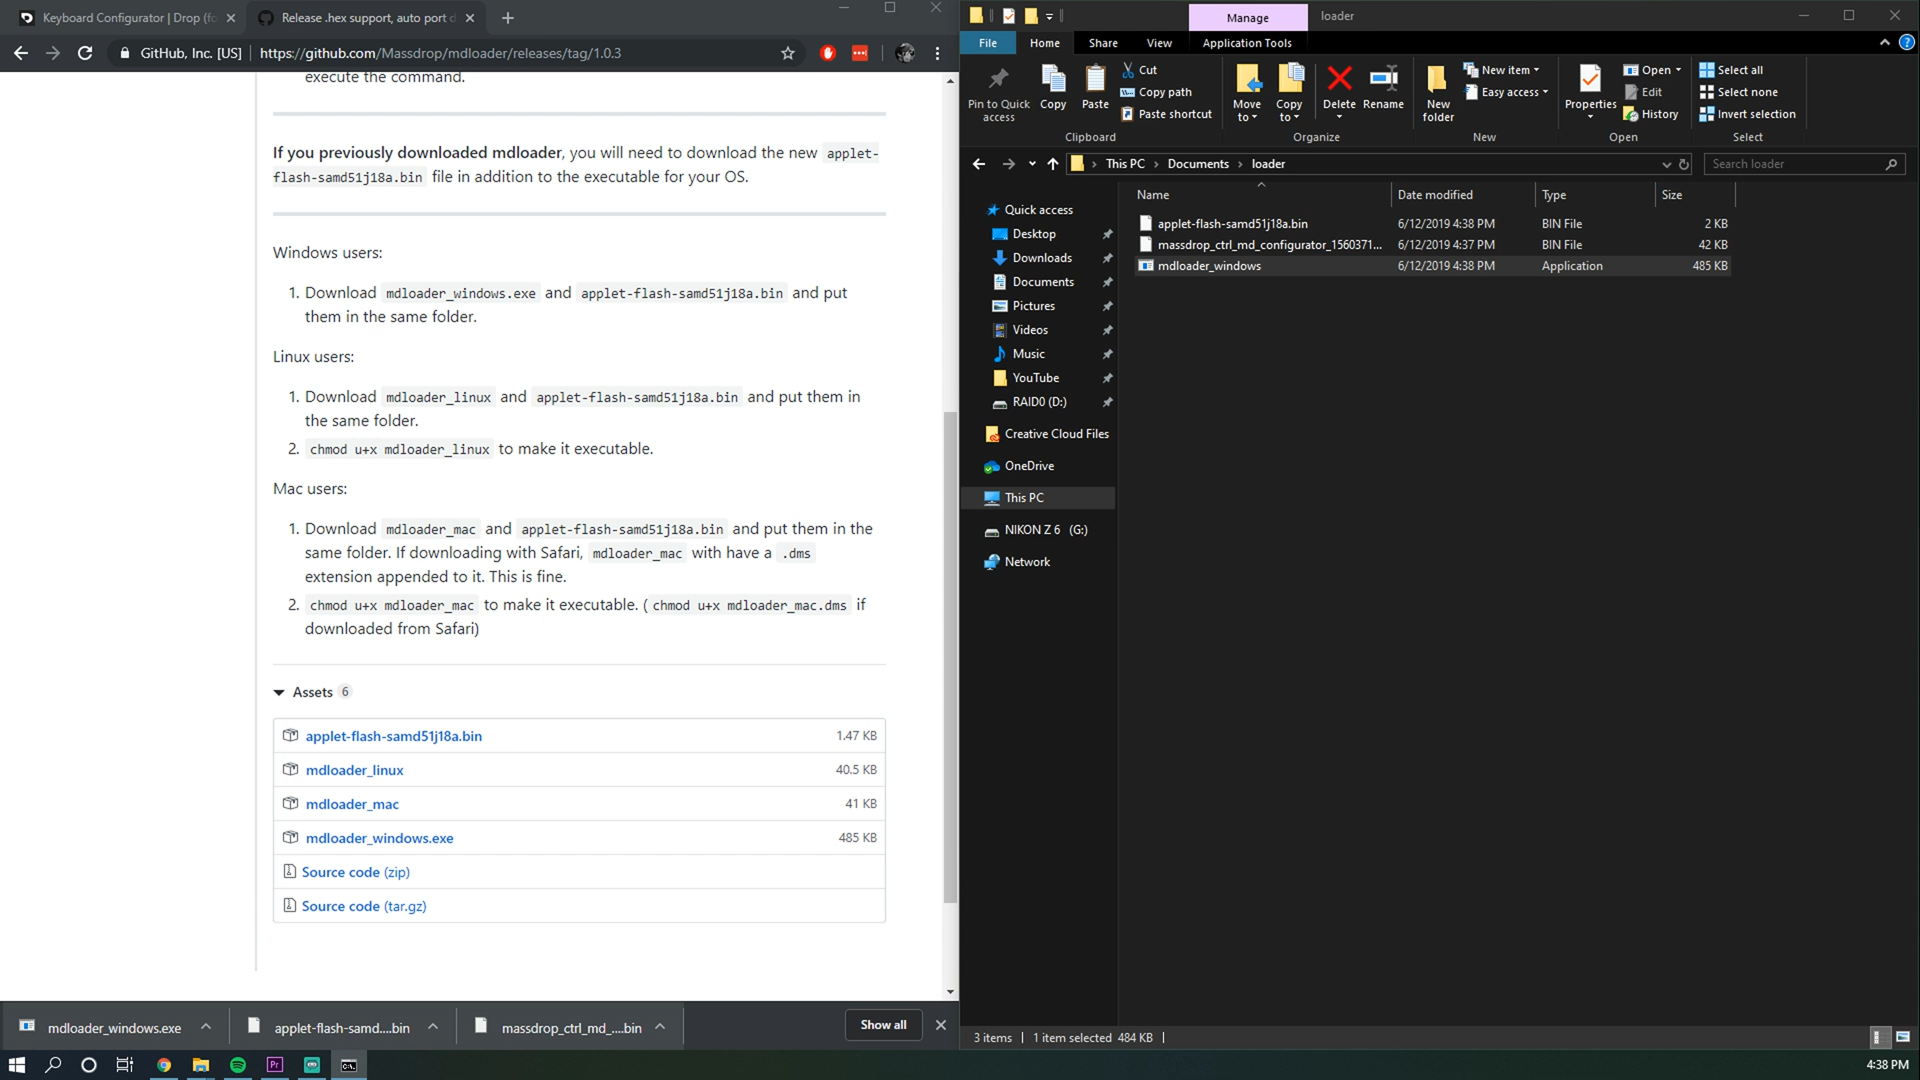 Keyboard Configurator | Drop (fo
Release .hex support, auto port d
GitHub, Inc. [US]
https://github.com/Massdrop/mdloader/releases/tag/1.0.3
execute the command.
If you previously downloaded mdloader, you will need to download the new applet-
flash-samd51j18a.bin file in addition to the executable for your OS.
Windows users:
1. Download mdloader_windows.exe and applet-flash-samd51j18a.bin and put
them in the same folder.
Linux users:
1. Download mdloader_linux and applet-flash-samd51j18a.bin and put them in
the same folder.
2. chmod u+x mdloader_linux to make it executable.
Mac users:
1. Download mdloader_mac and applet-flash-samd51j18a.bin and put them in the
same folder. If downloading with Safari, mdloader_mac with have a .dms
extension appended to it. This is fine.
2. chmod u+x mdloader_mac to make it executable. ( chmod u+x mdloader_mac.dms if
downloaded from Safari)
Assets 6
applet-flash-samd51j18a.bin 1.47 KB
mdloader_linux 40.5 KB
mdloader_mac 41 KB
mdloader_windows.exe 485 KB
Source code (zip)
Source code (tar.gz)
mdloader_windows.exe
applet-flash-samd....bin
massdrop_ctrl_md_....bin
Show all
Manage
loader
File
Home
Share
View
Application Tools
Pin to Quick
access
Copy
Paste
Cut
Copy path
Paste shortcut
Clipboard
Move
to
Copy
to
Delete
Rename
Organize
New
folder
New item
Easy access
New
Properties
Open
Edit
History
Open
Select all
Select none
Invert selection
Select
This PC
Documents
loader
Search loader
Quick access
Desktop
Downloads
Documents
Pictures
Videos
Music
YouTube
RAID0 (D:)
Creative Cloud Files
OneDrive
This PC
NIKON Z 6 (G:)
Network
Name Date modified Type Size
applet-flash-samd51j18a.bin 6/12/2019 4:38 PM BIN File 2 KB
massdrop_ctrl_md_configurator_1560371... 6/12/2019 4:37 PM BIN File 42 KB
mdloader_windows 6/12/2019 4:38 PM Application 485 KB
3 items
1 item selected 484 KB
Pr
4:38 PM